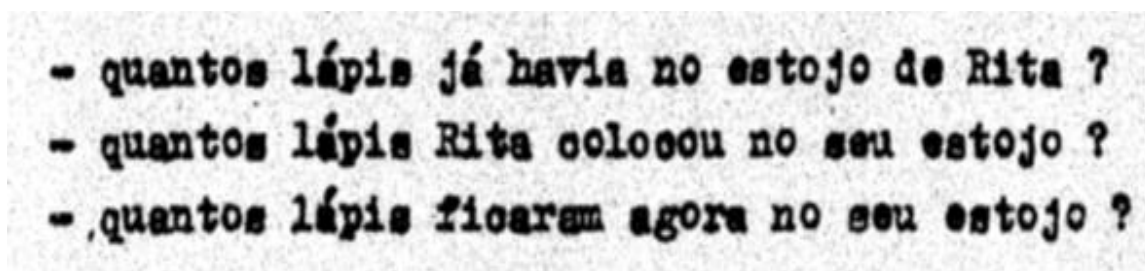 - quantos lápis já havia no estojo de Rita ?
- quantos lápis Rita colocou no seu estojo ?
- quantos lápis ficaram agora no seu estojo ?